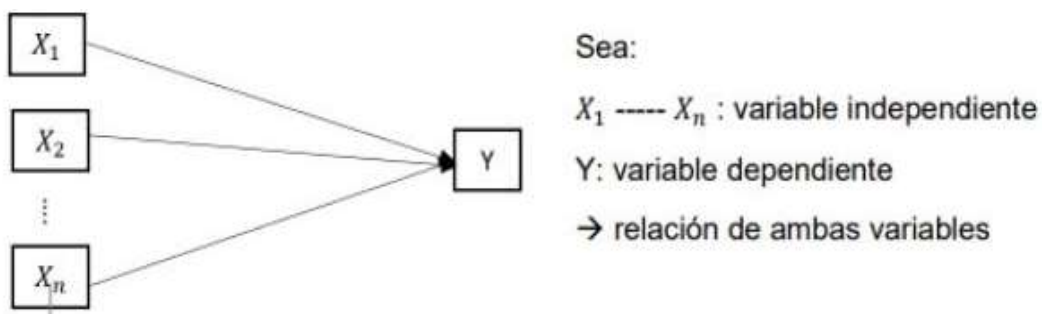 X₁
X₂
⋮
Xₙ
Y
Sea:
X₁ ----- Xₙ : variable independiente
Y: variable dependiente
→ relación de ambas variables